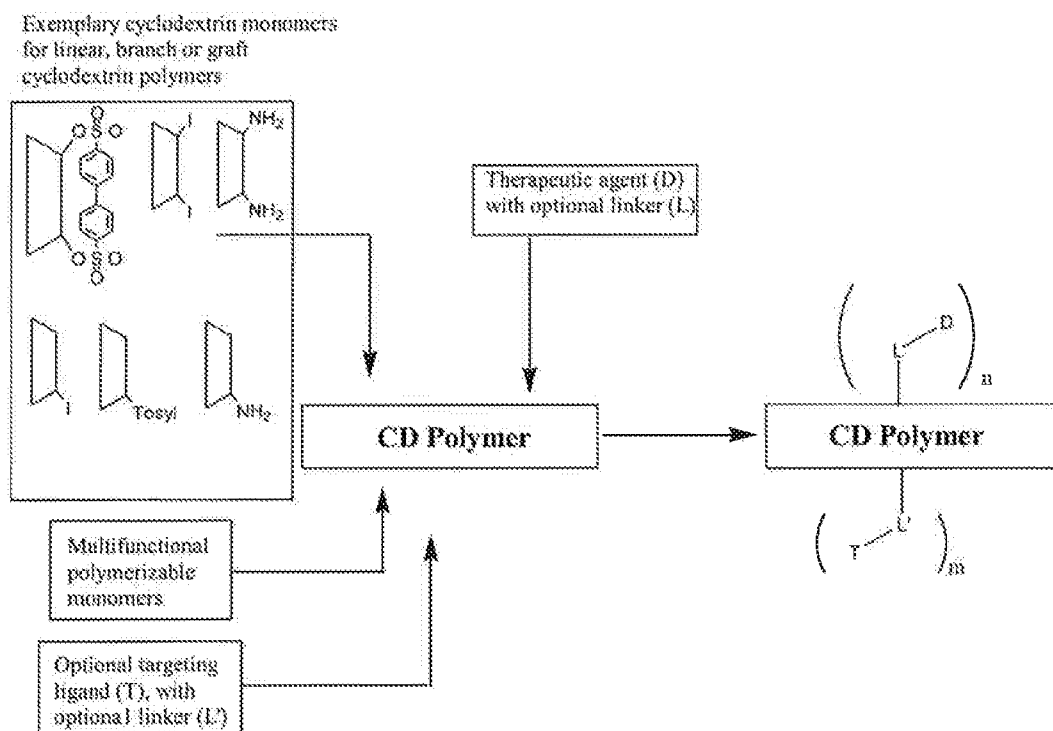 Exemplary cyclodextrin monomers
for linear, branch or graft
cyclodextrin polymers
O
O
S
O
I
NH2
O
S
O
O
I
NH2
I
Tosyl
NH2
Therapeutic agent (D)
with optional linker (L)
CD Polymer
Multifunctional
polymerizable
monomers
Optional targeting
ligand (T), with
optional linker (L')
D
L
n
CD Polymer
T
L'
m